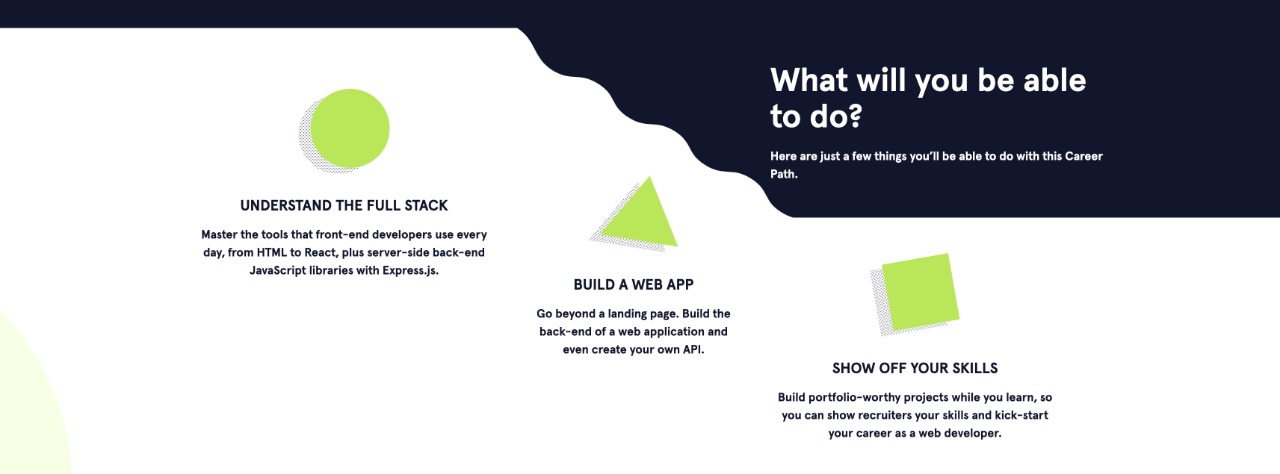 What will you be able
to do?
Here are just a few things you’ll be able to do with this Career
Path.
UNDERSTAND THE FULL STACK
Master the tools that front-end developers use every
day, from HTML to React, plus server-side back-end
JavaScript libraries with Express.js.
BUILD A WEB APP
Go beyond a landing page. Build the
back-end of a web application and
even create your own API.
SHOW OFF YOUR SKILLS
Build portfolio-worthy projects while you learn, so
you can show recruiters your skills and kick-start
your career as a web developer.